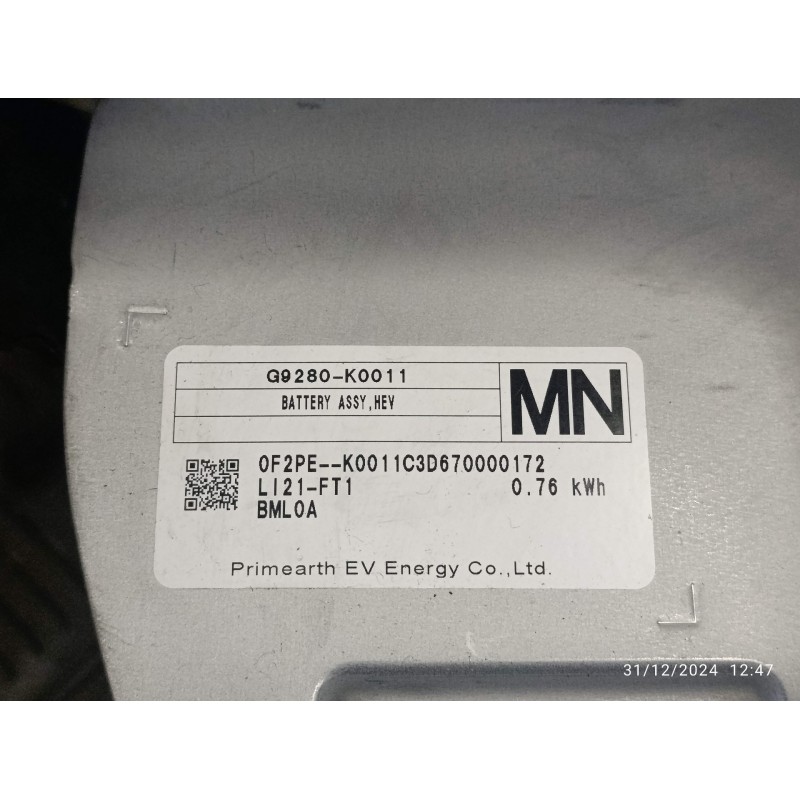 G9280-K0011
BATTERY ASSY,HEV
MN
0F2PE--K0011C3D670000172
LI21-FT1 0.76 kWh
BML0A
Primearth EV Energy Co.,Ltd.
31/12/2024 12:47